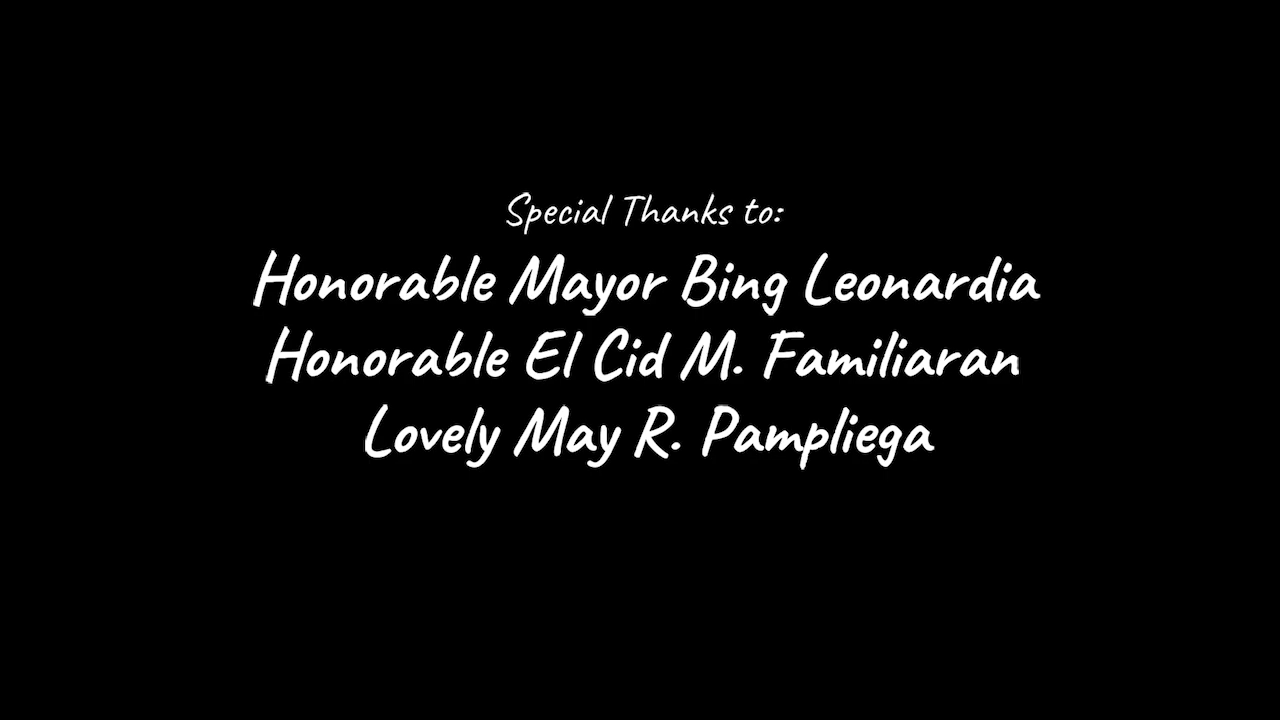 Special Thanks to:
Honorable Mayor Bing Leonardia
Honorable El Cid M. Familiaran
Lovely May R. Pampliega